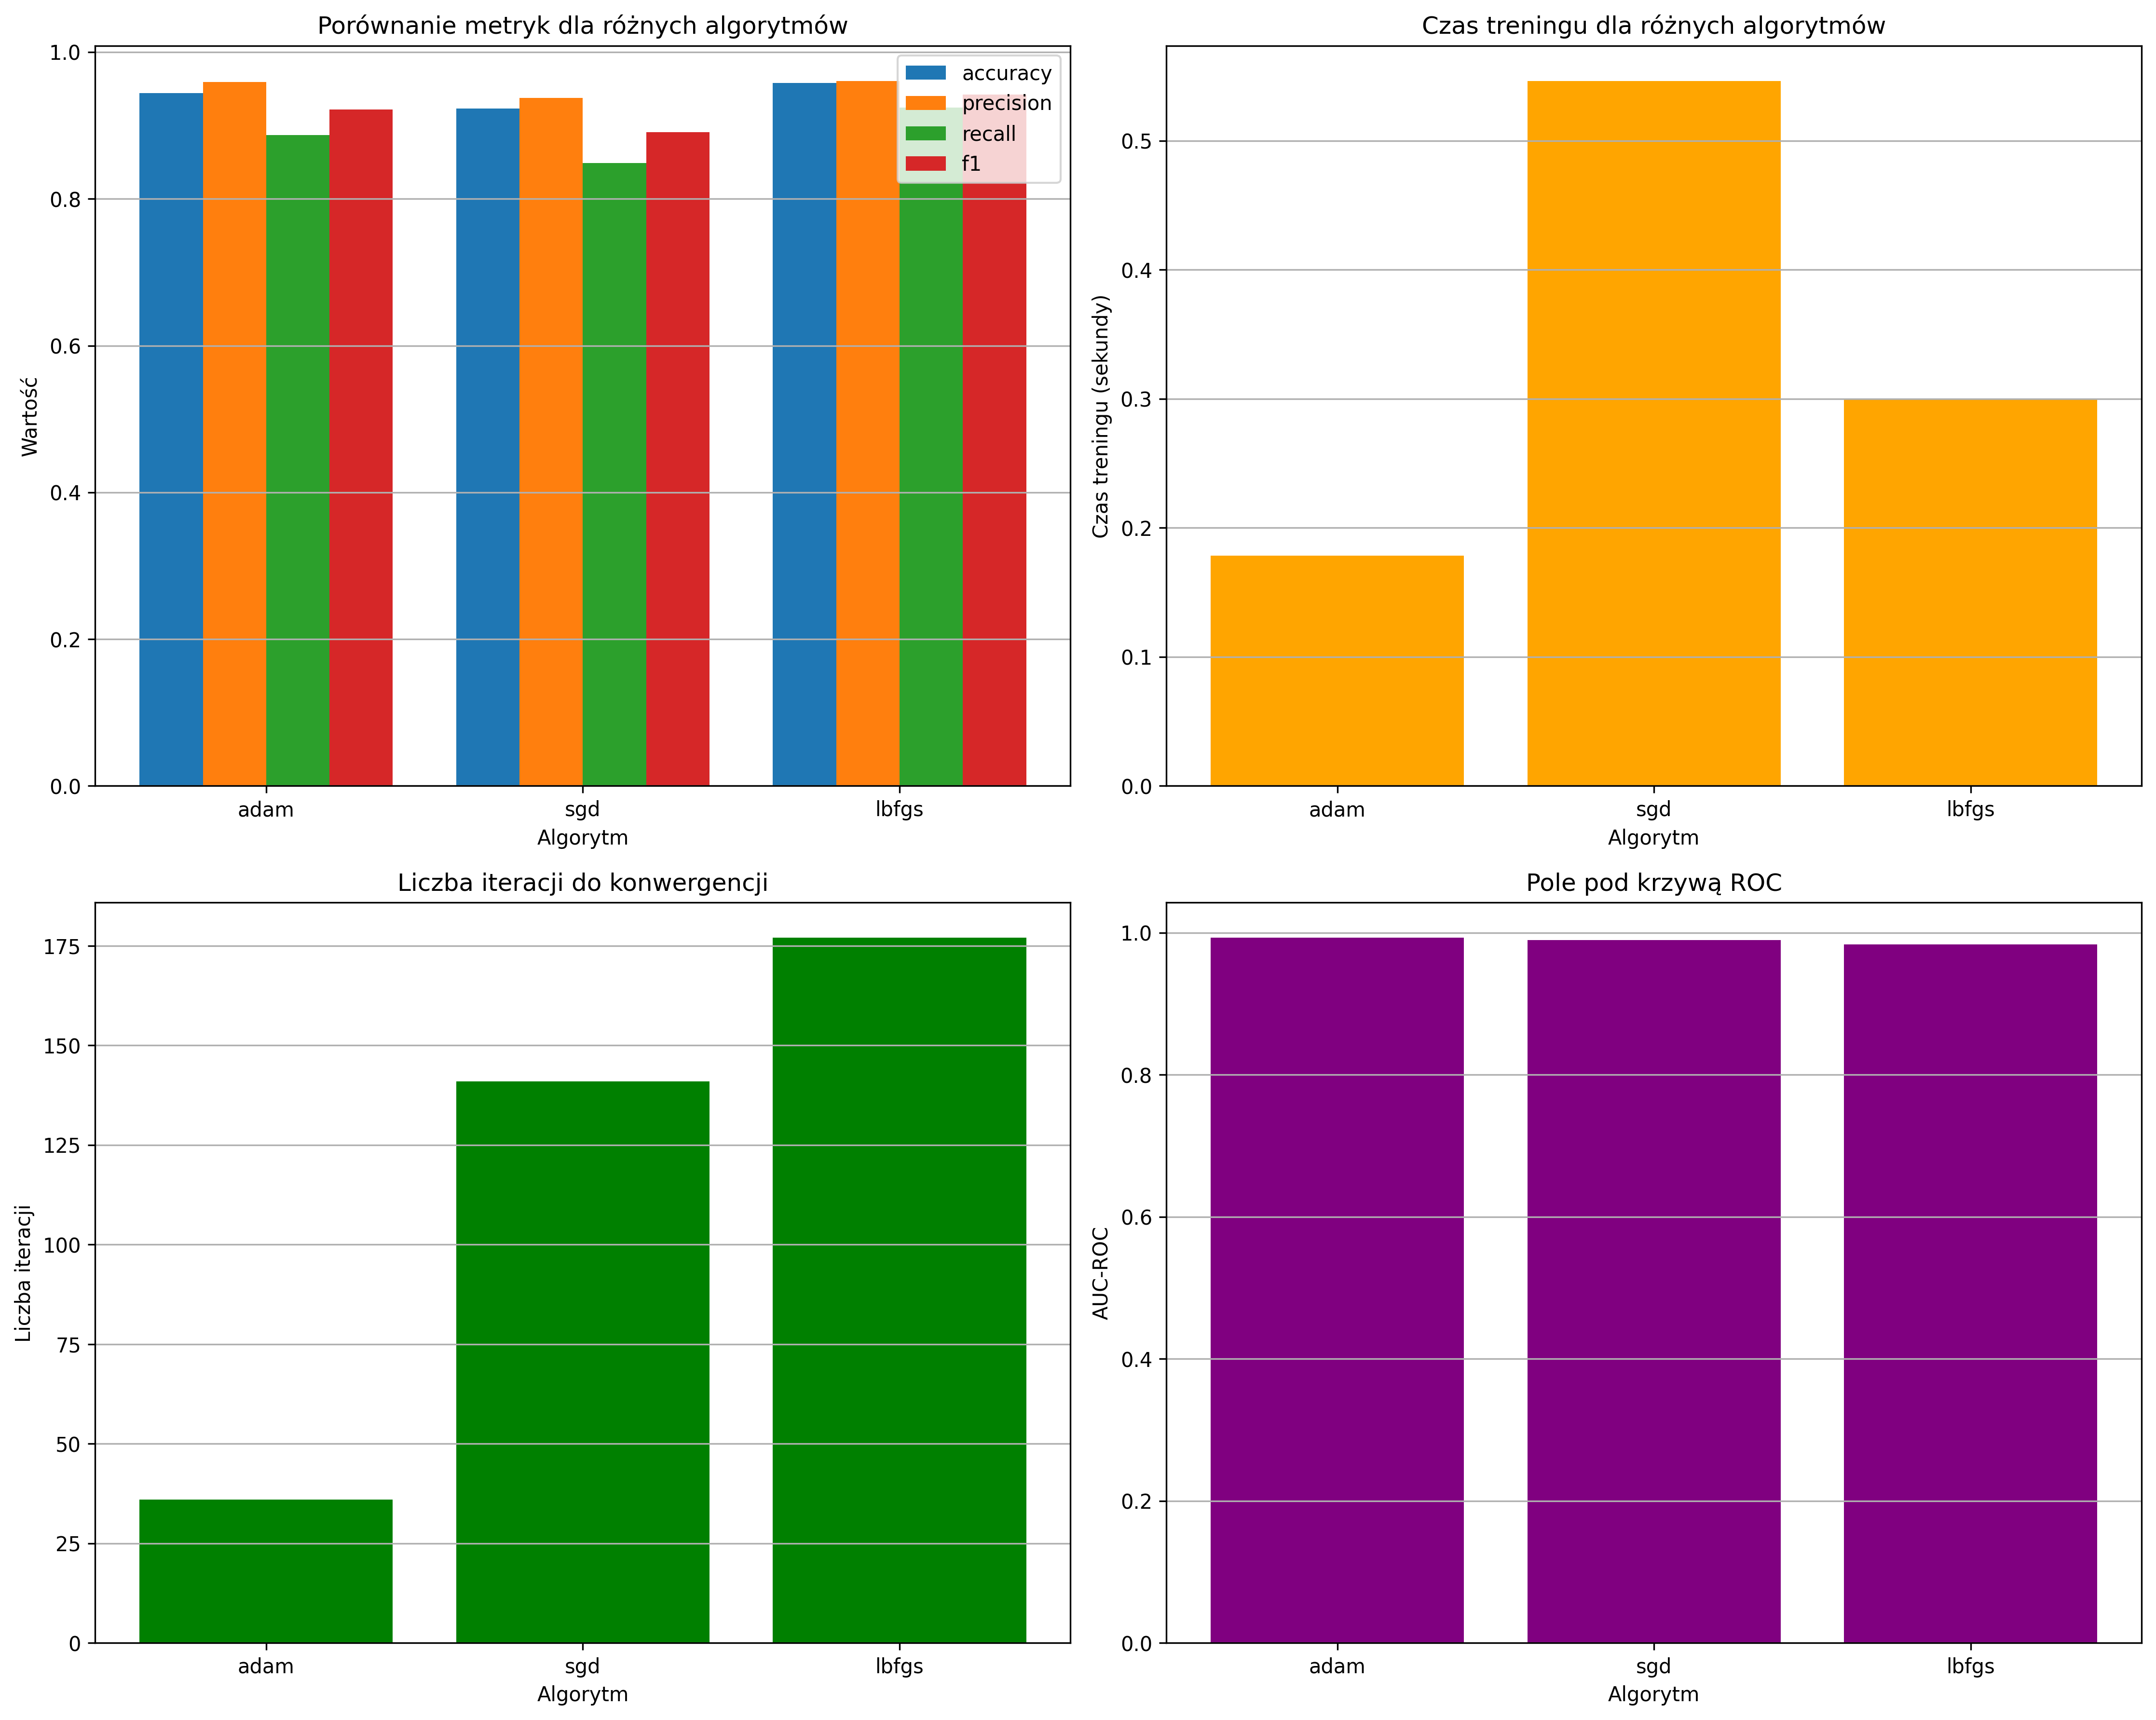 Porównanie metryk dla różnych algorytmów
1.0
0.8
0.6
0.4
0.2
0.0
Wartość
accuracy
precision
recall
f1
adam
sgd
lbfgs
Algorytm
Czas treningu dla różnych algorytmów
0.5
0.4
0.3
0.2
0.1
0.0
Czas treningu (sekundy)
adam
sgd
lbfgs
Algorytm
Liczba iteracji do konwergencji
175
150
125
100
75
50
25
0
Liczba iteracji
adam
sgd
lbfgs
Algorytm
Pole pod krzywą ROC
1.0
0.8
0.6
0.4
0.2
0.0
AUC-ROC
adam
sgd
lbfgs
Algorytm